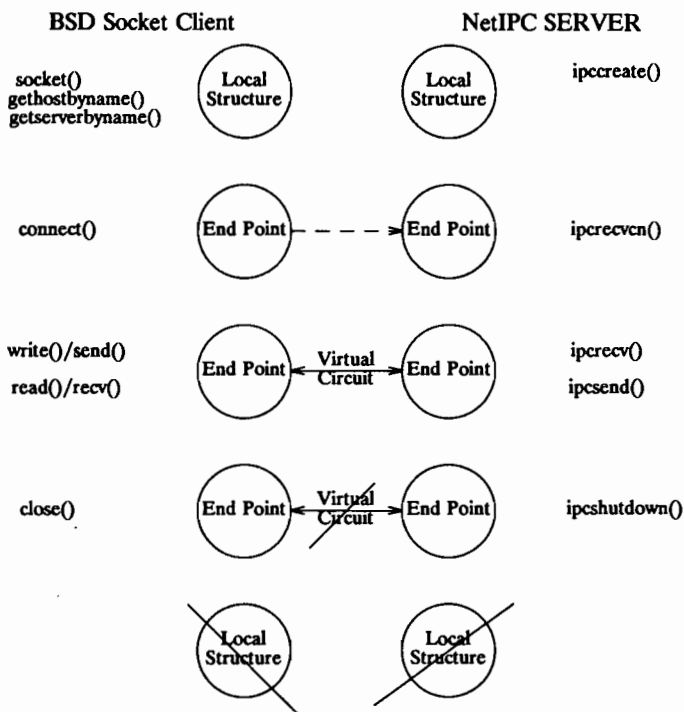 BSD Socket Client
NetIPC SERVER
socket()
gethostbyname()
getserverbyname()
Local
Structure
Local
Structure
ipccreate()
connect()
End Point
End Point
ipcrecvcn()
write()/send()
read()/recv()
End Point
Virtual
Circuit
End Point
ipcrecv()
ipcsend()
close()
End Point
Virtual
Circuit
End Point
ipcshutdown()
Local
Structure
Local
Structure